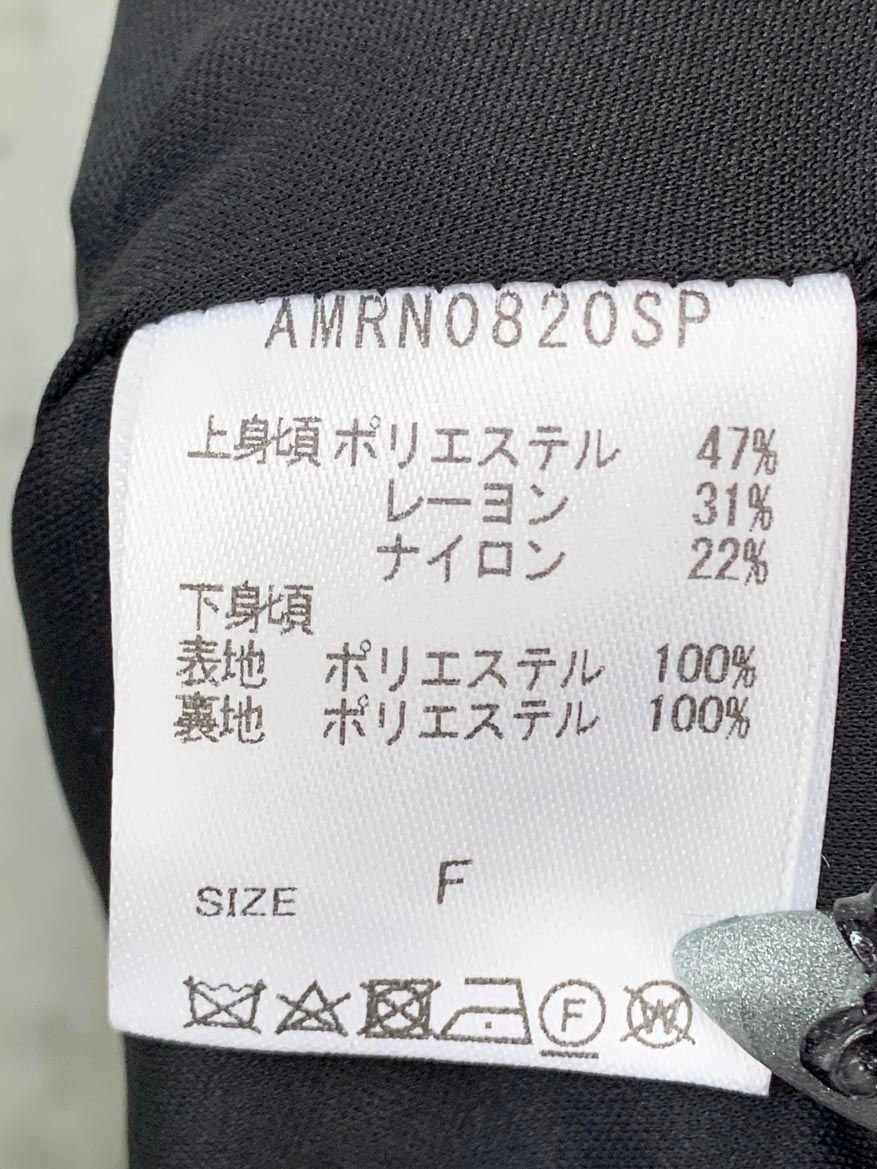 AMRN0820SP
上身頃 ポリエステル 47%
レーヨン 31%
ナイロン 22%
下身頃
表地 ポリエステル 100%
裏地 ポリエステル 100%
SIZE F
F W